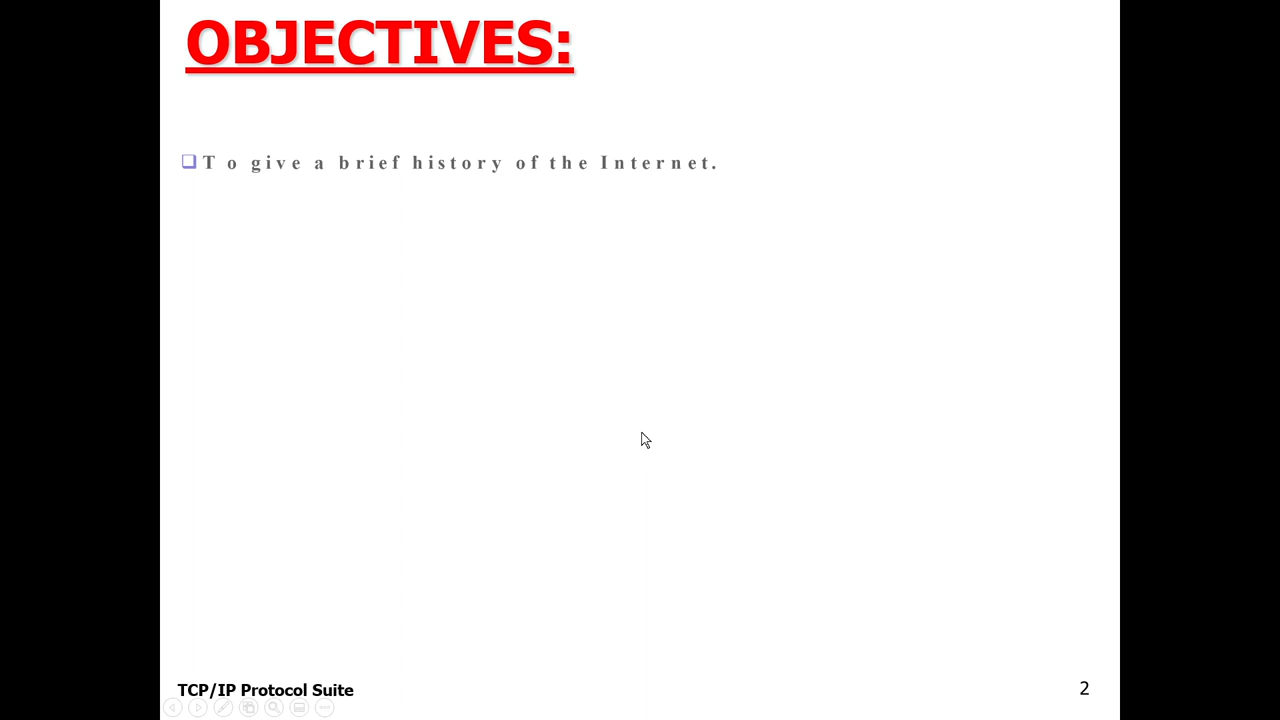 OBJECTIVES:
To give a brief history of the Internet.
TCP/IP Protocol Suite
2